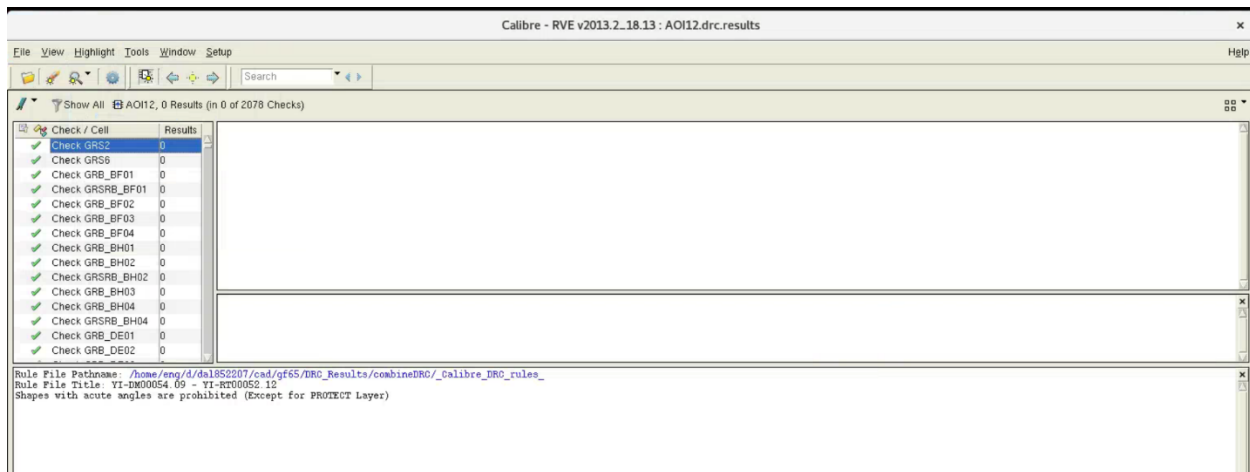 Calibre - RVE v2013.2_18.13 : AOI12.drc.results
File View Highlight Tools Window Setup Help
Search
Show All AOI12, 0 Results (in 0 of 2078 Checks)
Check / Cell Results
Check GRS2 0
Check GRS6 0
Check GRB_BF01 0
Check GRSRB_BF01 0
Check GRB_BF02 0
Check GRB_BF03 0
Check GRB_BF04 0
Check GRB_BH01 0
Check GRB_BH02 0
Check GRSRB_BH02 0
Check GRB_BH03 0
Check GRB_BH04 0
Check GRSRB_BH04 0
Check GRB_DE01 0
Check GRB_DE02 0
Rule File Pathname: /home/eng/d/dal852207/cad/gf65/DRC_Results/combineDRC/_Calibre_DRC_rules_
Rule File Title: YI-DM00054.09 - YI-RT00052.12
Shapes with acute angles are prohibited (Except for PROTECT Layer)